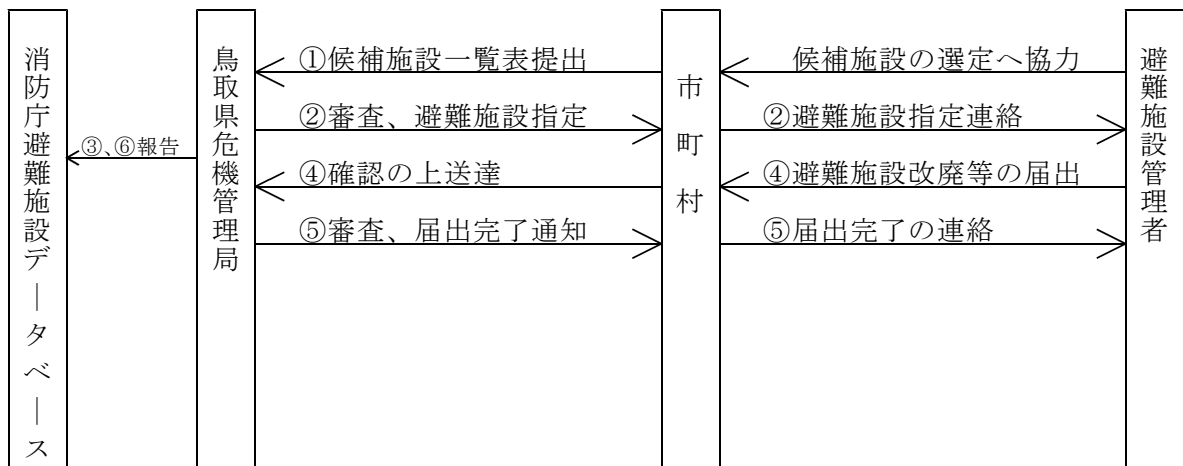 消防庁避難施設データベース
③、⑥報告
鳥取県危機管理局
①候補施設一覧表提出
②審査、避難施設指定
④確認の上送達
⑤審査、届出完了通知
市町村
候補施設の選定へ協力
②避難施設指定連絡
④避難施設改廃等の届出
⑤届出完了の連絡
避難施設管理者